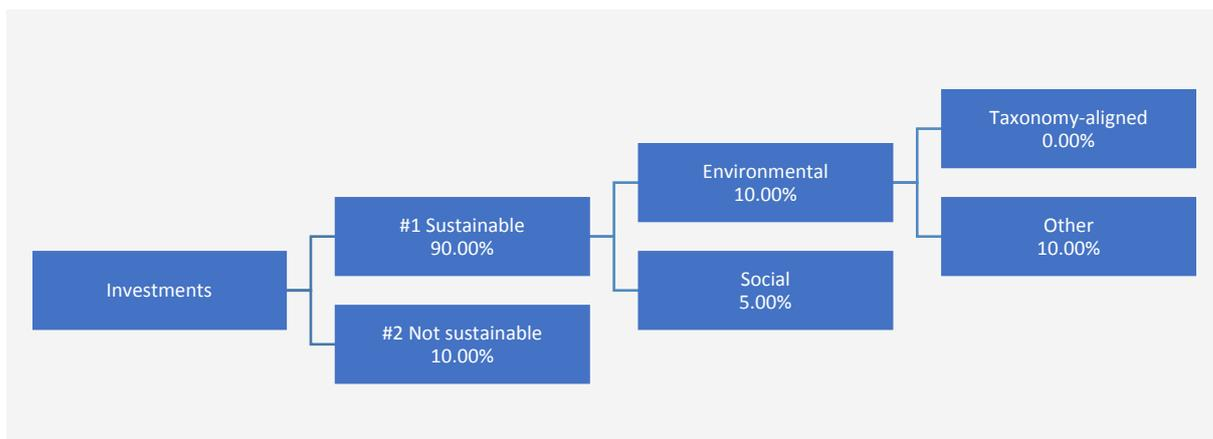 Investments
#1 Sustainable
90.00%
#2 Not sustainable
10.00%
Environmental
10.00%
Social
5.00%
Taxonomy-aligned
0.00%
Other
10.00%